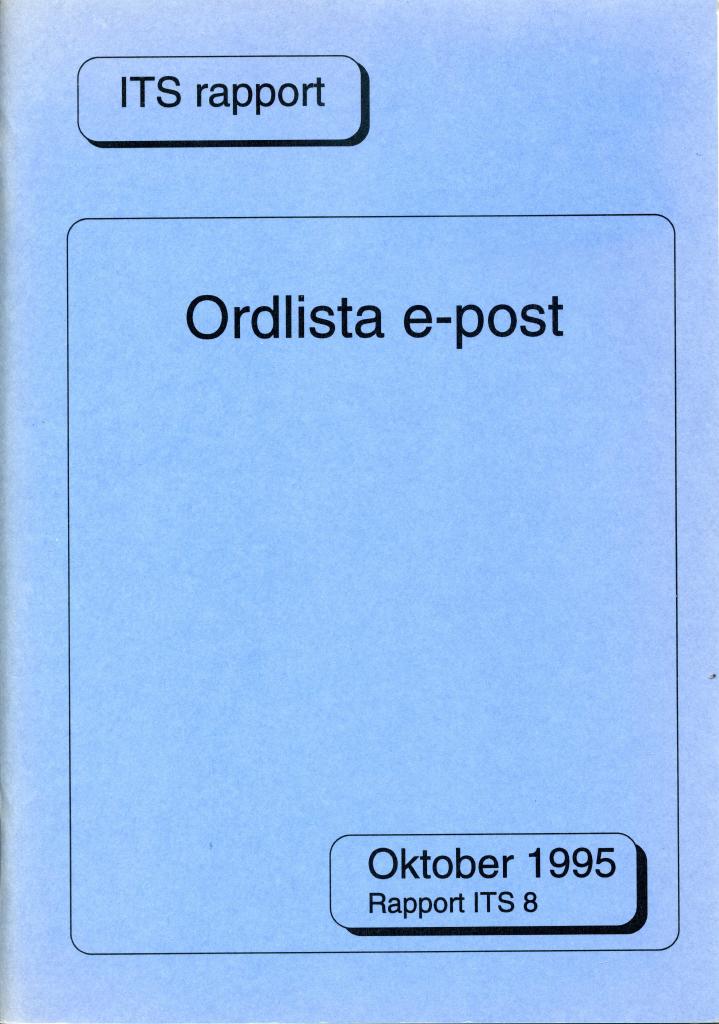 ITS rapport
Ordlista e-post
Oktober 1995
Rapport ITS 8